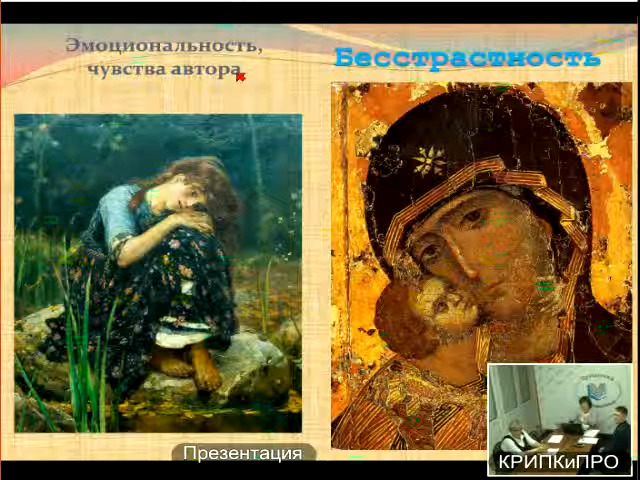 Эмоциональность,
чувства автора
Бесстрастность
Презентация
КРИПКиПРО